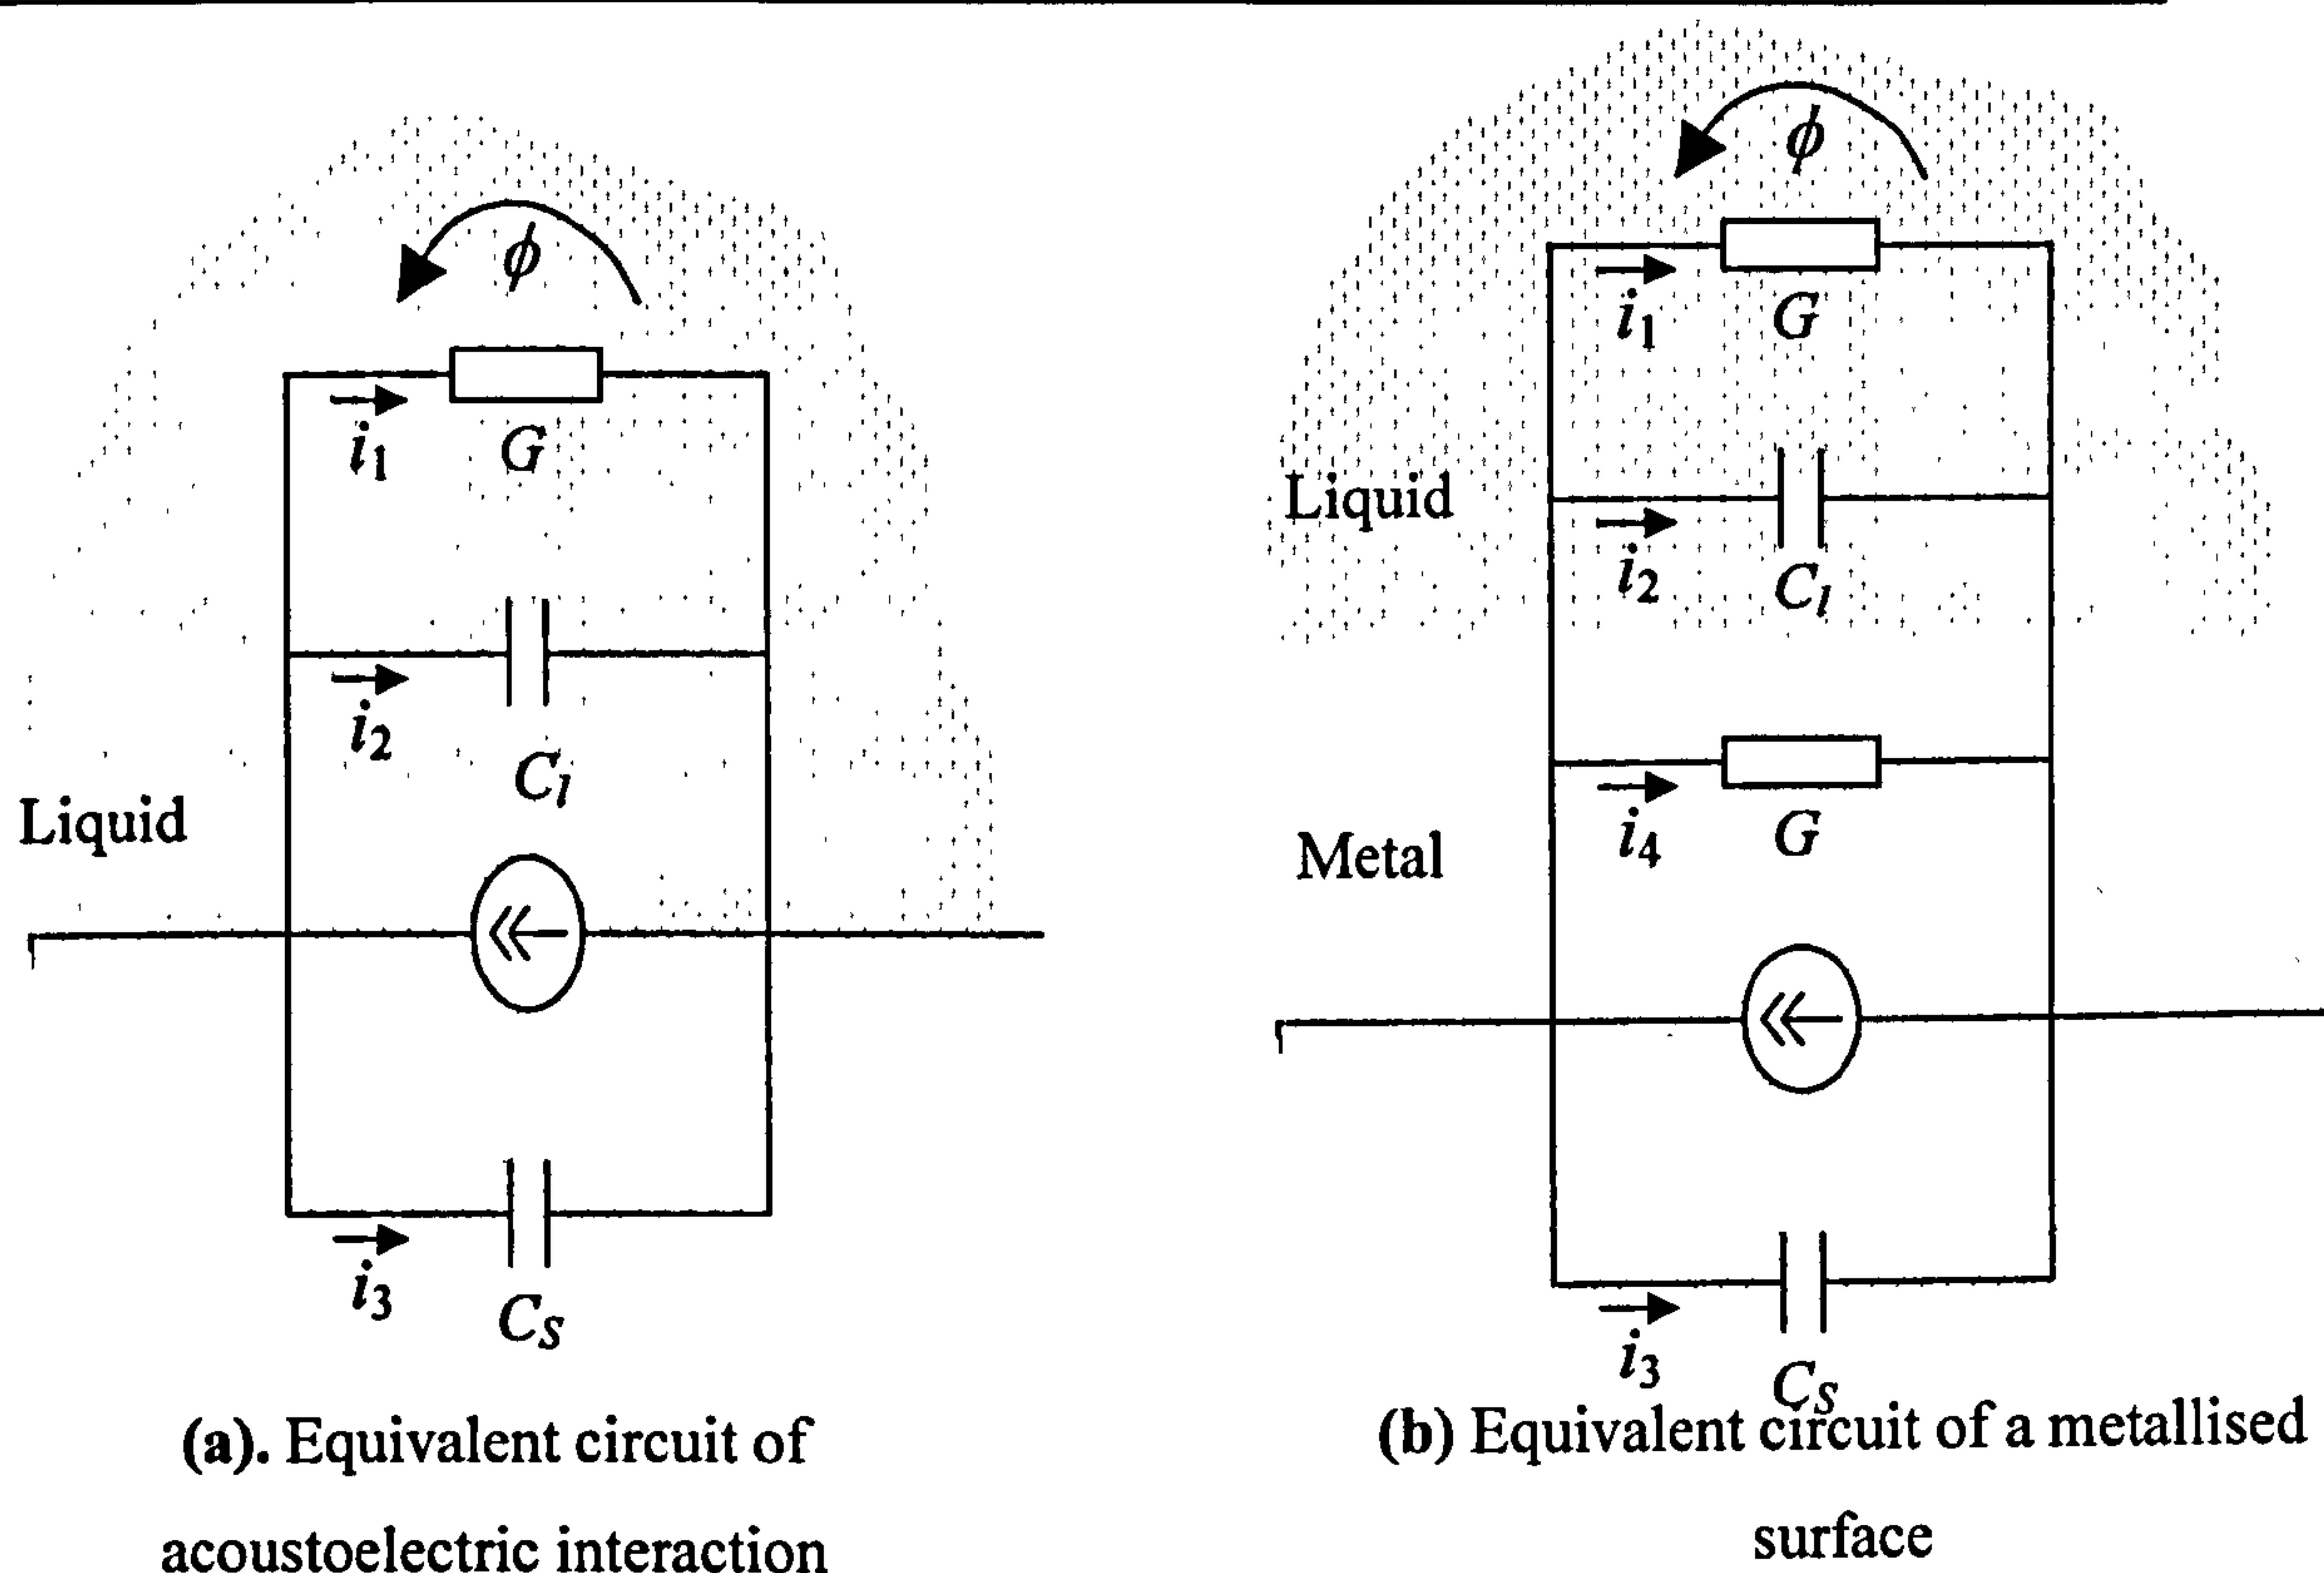 ϕ
i₁
G
i₂
Cₗ
Liquid
i₃
Cₛ
(a). Equivalent circuit of
acoustoelectric interaction
ϕ
i₁
G
Liquid
i₂
Cₗ
i₄
G
Metal
i₃
Cₛ
(b) Equivalent circuit of a metallised
surface